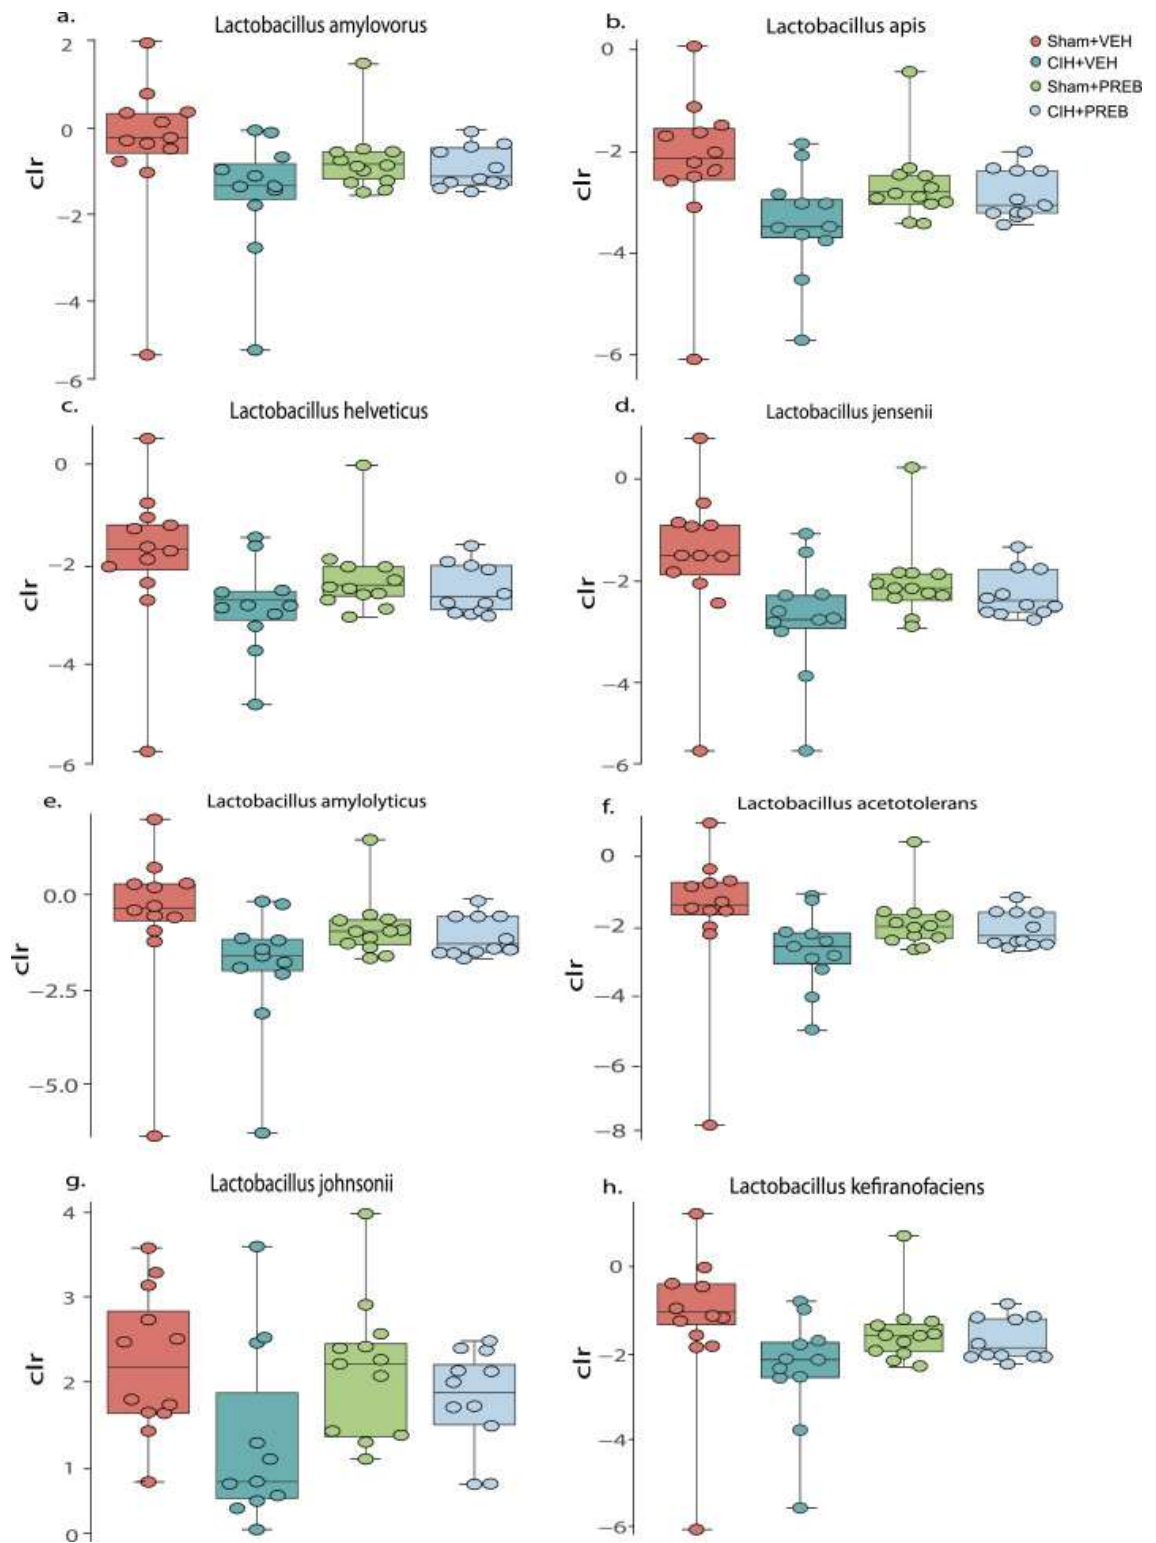 a.
Lactobacillus amylovorus
2
0
−2
−4
−6
clr
b.
Lactobacillus apis
0
−2
−4
−6
clr
Sham+VEH
CIH+VEH
Sham+PREB
CIH+PREB
c.
Lactobacillus helveticus
0
−2
−4
−6
clr
d.
Lactobacillus jensenii
0
−2
−4
−6
clr
e.
Lactobacillus amylolyticus
0.0
−2.5
−5.0
clr
f.
Lactobacillus acetotolerans
0
−2
−4
−6
−8
clr
g.
Lactobacillus johnsonii
4
3
2
1
0
clr
h.
Lactobacillus kefiranofaciens
0
−2
−4
−6
clr